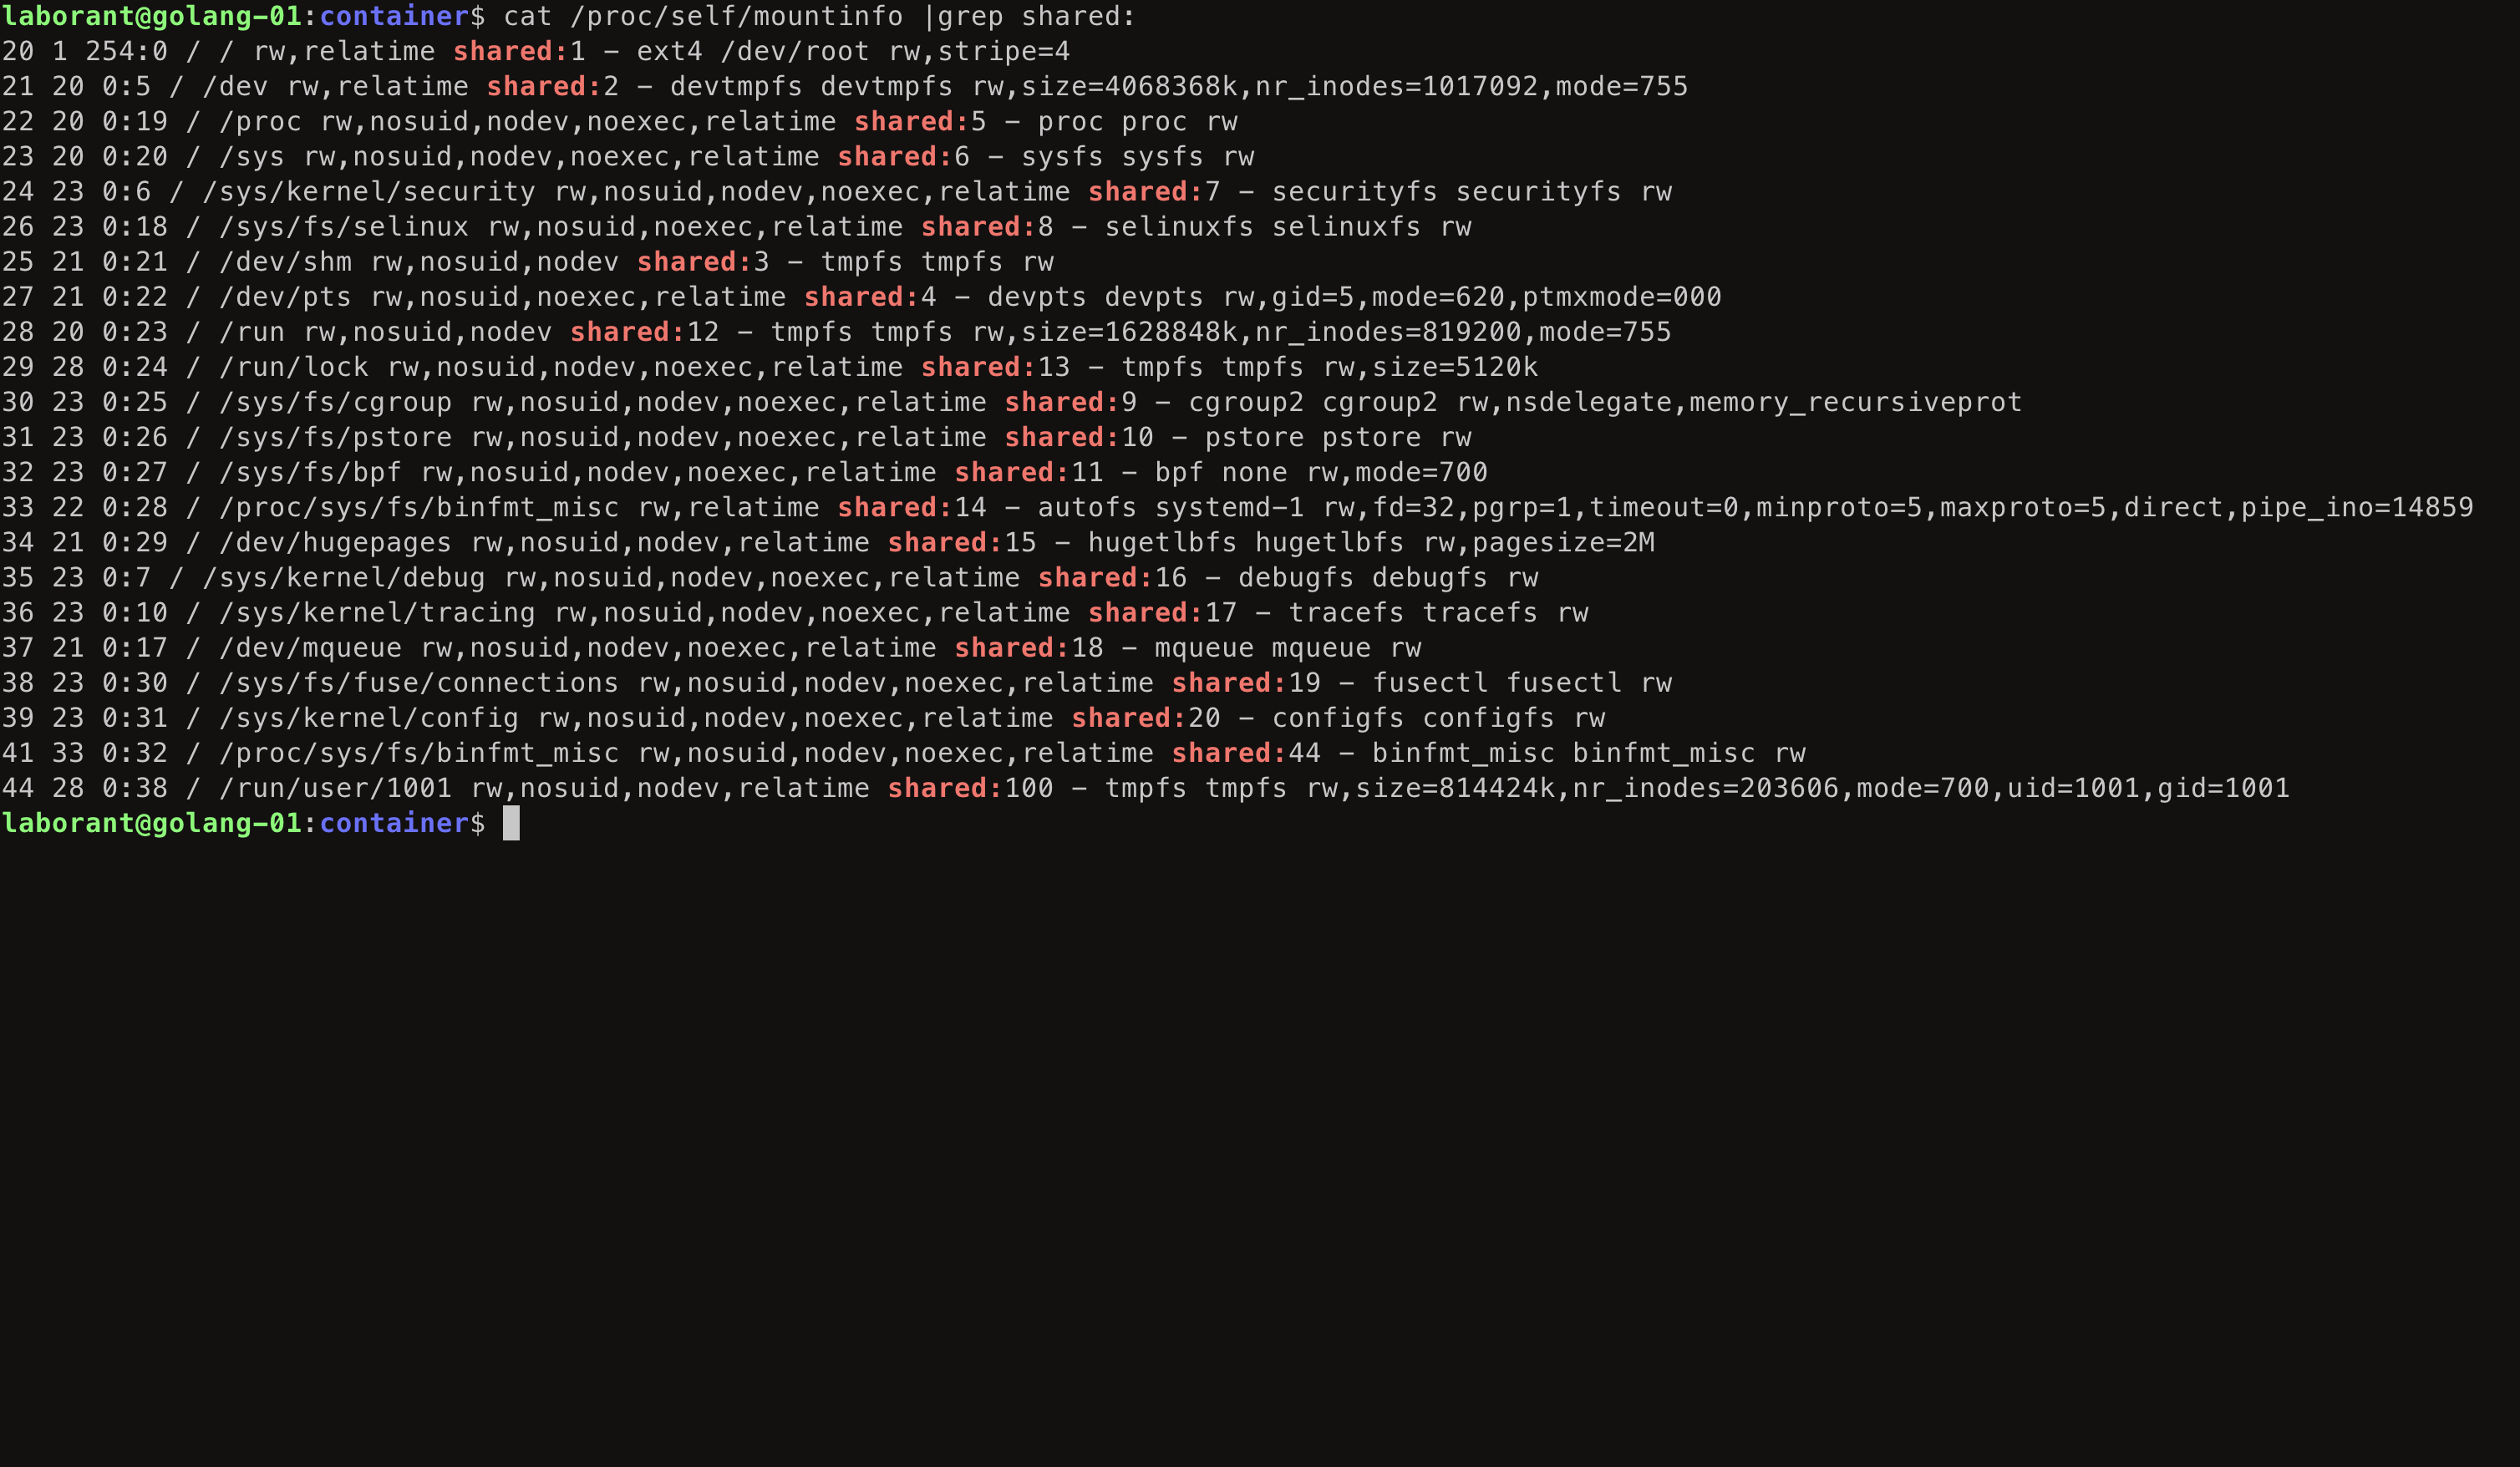 laborant@golang-01:container$ cat /proc/self/mountinfo |grep shared:
20 1 254:0 / / rw,relatime shared:1 - ext4 /dev/root rw,stripe=4
21 20 0:5 / /dev rw,relatime shared:2 - devtmpfs devtmpfs rw,size=4068368k,nr_inodes=1017092,mode=755
22 20 0:19 / /proc rw,nosuid,nodev,noexec,relatime shared:5 - proc proc rw
23 20 0:20 / /sys rw,nosuid,nodev,noexec,relatime shared:6 - sysfs sysfs rw
24 23 0:6 / /sys/kernel/security rw,nosuid,nodev,noexec,relatime shared:7 - securityfs securityfs rw
26 23 0:18 / /sys/fs/selinux rw,nosuid,noexec,relatime shared:8 - selinuxfs selinuxfs rw
25 21 0:21 / /dev/shm rw,nosuid,nodev shared:3 - tmpfs tmpfs rw
27 21 0:22 / /dev/pts rw,nosuid,noexec,relatime shared:4 - devpts devpts rw,gid=5,mode=620,ptmxmode=000
28 20 0:23 / /run rw,nosuid,nodev shared:12 - tmpfs tmpfs rw,size=1628848k,nr_inodes=819200,mode=755
29 28 0:24 / /run/lock rw,nosuid,nodev,noexec,relatime shared:13 - tmpfs tmpfs rw,size=5120k
30 23 0:25 / /sys/fs/cgroup rw,nosuid,nodev,noexec,relatime shared:9 - cgroup2 cgroup2 rw,nsdelegate,memory_recursiveprot
31 23 0:26 / /sys/fs/pstore rw,nosuid,nodev,noexec,relatime shared:10 - pstore pstore rw
32 23 0:27 / /sys/fs/bpf rw,nosuid,nodev,noexec,relatime shared:11 - bpf none rw,mode=700
33 22 0:28 / /proc/sys/fs/binfmt_misc rw,relatime shared:14 - autofs systemd-1 rw,fd=32,pgrp=1,timeout=0,minproto=5,maxproto=5,direct,pipe_ino=14859
34 21 0:29 / /dev/hugepages rw,nosuid,nodev,relatime shared:15 - hugetlbfs hugetlbfs rw,pagesize=2M
35 23 0:7 / /sys/kernel/debug rw,nosuid,nodev,noexec,relatime shared:16 - debugfs debugfs rw
36 23 0:10 / /sys/kernel/tracing rw,nosuid,nodev,noexec,relatime shared:17 - tracefs tracefs rw
37 21 0:17 / /dev/mqueue rw,nosuid,nodev,noexec,relatime shared:18 - mqueue mqueue rw
38 23 0:30 / /sys/fs/fuse/connections rw,nosuid,nodev,noexec,relatime shared:19 - fusectl fusectl rw
39 23 0:31 / /sys/kernel/config rw,nosuid,nodev,noexec,relatime shared:20 - configfs configfs rw
41 33 0:32 / /proc/sys/fs/binfmt_misc rw,nosuid,nodev,noexec,relatime shared:44 - binfmt_misc binfmt_misc rw
44 28 0:38 / /run/user/1001 rw,nosuid,nodev,relatime shared:100 - tmpfs tmpfs rw,size=814424k,nr_inodes=203606,mode=700,uid=1001,gid=1001
laborant@golang-01:container$